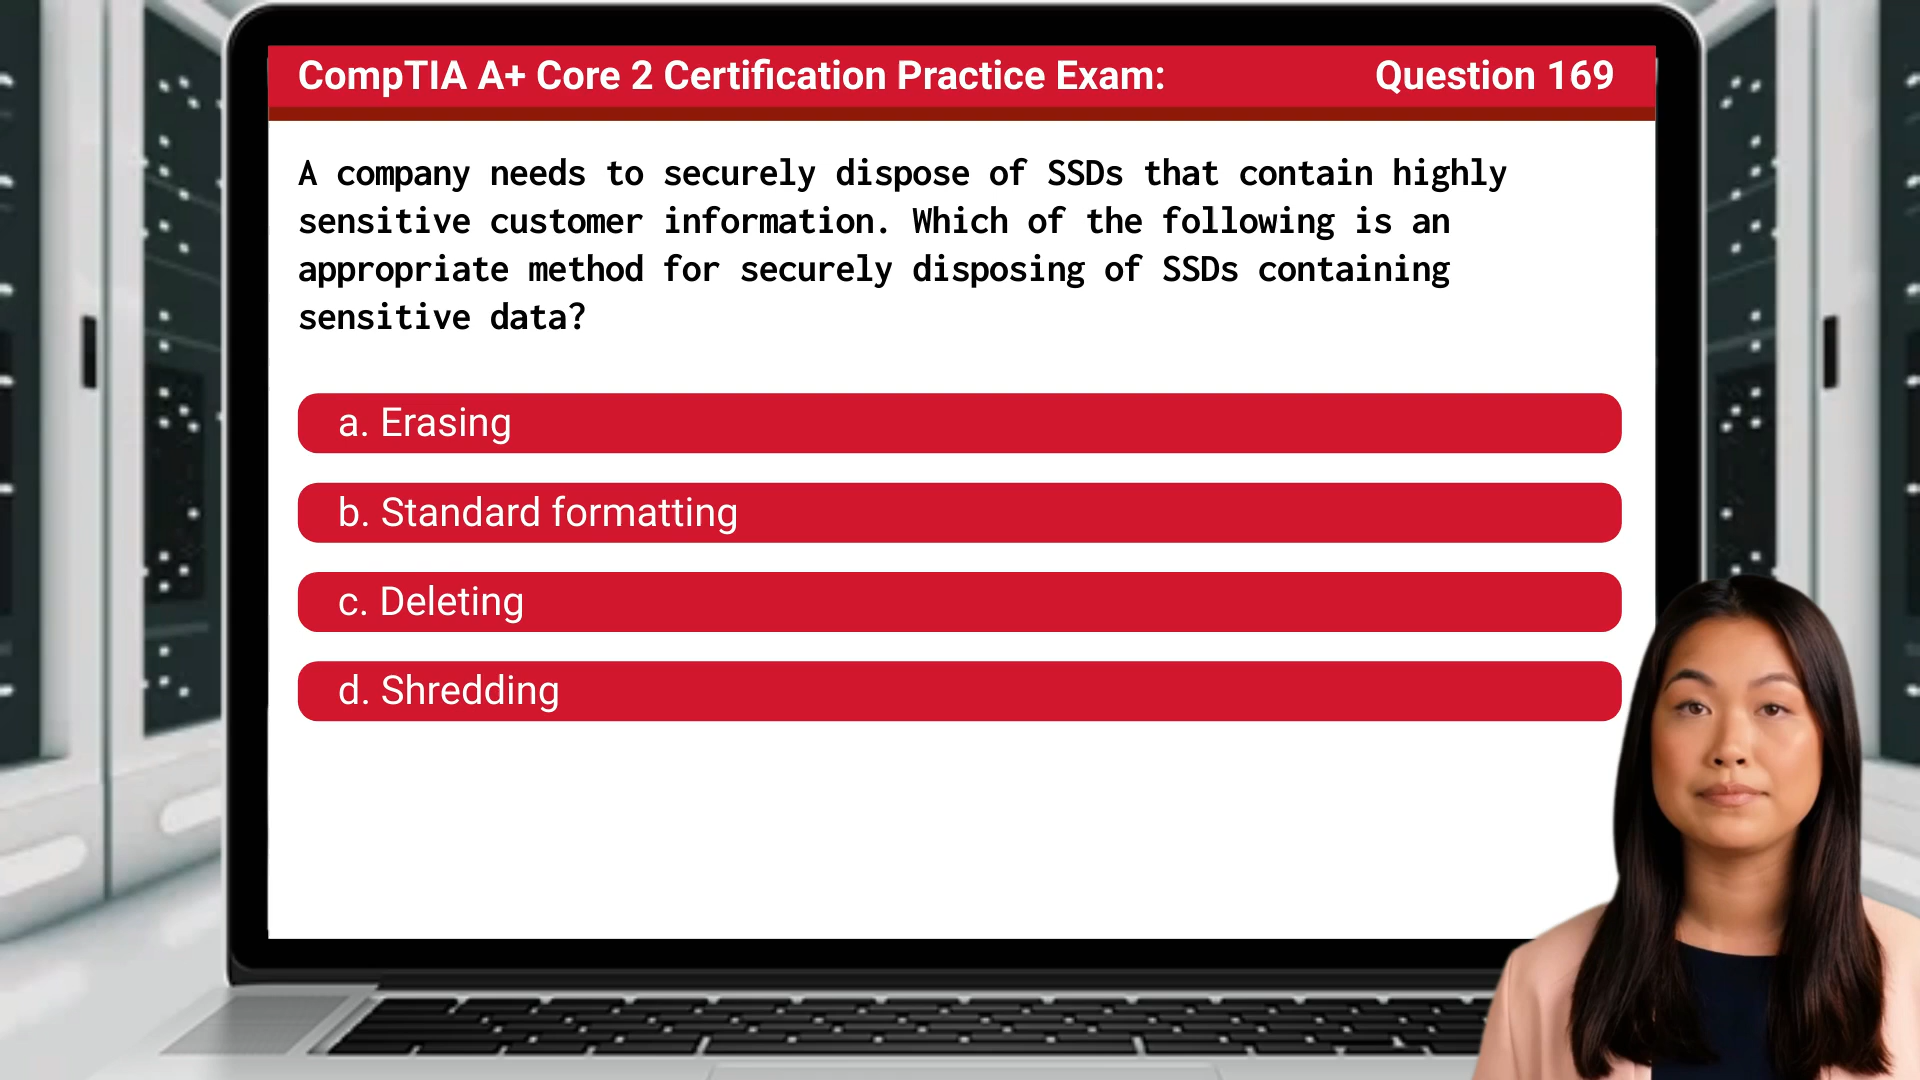 CompTIA A+ Core 2 Certification Practice Exam: Question 169
A company needs to securely dispose of SSDs that contain highly
sensitive customer information. Which of the following is an
appropriate method for securely disposing of SSDs containing
sensitive data?
a. Erasing
b. Standard formatting
c. Deleting
d. Shredding